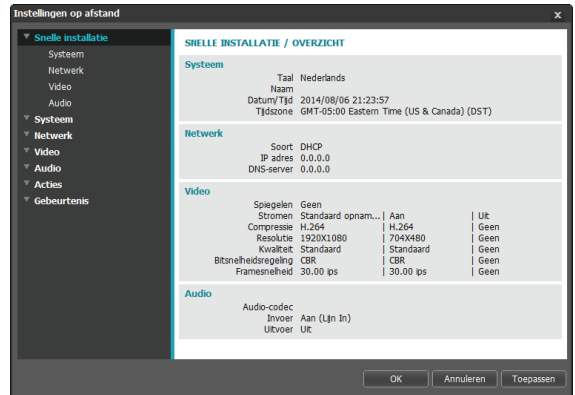 Instellingen op afstand x
Snelle installatie
Systeem
Netwerk
Video
Audio
Systeem
Netwerk
Video
Audio
Acties
Gebeurtenis
SNELLE INSTALLATIE / OVERZICHT
Systeem
Taal Nederlands
Naam
Datum/Tijd 2014/08/06 21:23:57
Tijdszone GMT-05:00 Eastern Time (US & Canada) (DST)
Netwerk
Soort DHCP
IP adres 0.0.0.0
DNS-server 0.0.0.0
Video
Spiegelen Geen
Stromen Standaard opnam... | Aan | Uit
Compressie H.264 | H.264 | Geen
Resolutie 1920X1080 | 704X480 | Geen
Kwaliteit Standaard | Standaard | Geen
Bitsnelheidsregeling CBR | CBR | Geen
Framesnelheid 30.00 ips | 30.00 ips | Geen
Audio
Audio-codec
Invoer Aan (Lijn In)
Uitvoer Uit
OK Annuleren Toepassen